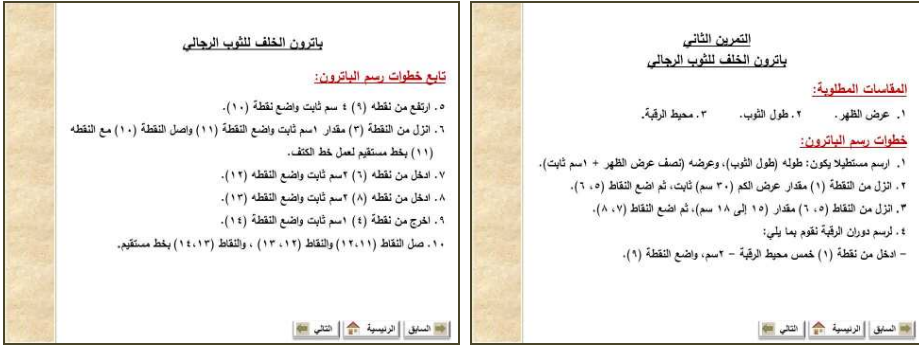 التمرين الثاني
باترون الخلف للثوب الرجالي
المقاسات المطلوبة:
١. عرض الظهر. ٢. طول الثوب. ٣. محيط الرقبة.
خطوات رسم الباترون:
١. ارسم مستطيلا يكون: طوله (طول الثوب)، وعرضه (نصف عرض الظهر + ١سم ثابت).
٢. انزل من النقطة (١) مقدار عرض الكم (٣٠ سم) ثابت، ثم اضع النقاط (٥، ٦).
٣. انزل من النقاط (٥، ٦) مقدار (١٥ إلى ١٨ سم)، ثم اضع النقاط (٧، ٨).
٤. لرسم دوران الرقبة نقوم بما يلي:
– ادخل من نقطة (١) خمس محيط الرقبة – ٢سم، واضع النقطة (٩).
السابق الرئيسية التالي
باترون الخلف للثوب الرجالي
تابع خطوات رسم الباترون:
٥. ارتفع من نقطه (٩) ٤ سم ثابت واضع نقطة (١٠).
٦. انزل من النقطة (٣) مقدار ١سم ثابت واضع النقطة (١١) واصل النقطة (١٠) مع النقطه
(١١) بخط مستقيم لعمل خط الكتف.
٧. ادخل من نقطه (٦) ٢سم ثابت واضع النقطه (١٢).
٨. ادخل من نقطه (٨) ٢سم ثابت واضع النقطه (١٣).
٩. اخرج من نقطة (٤) ١سم ثابت واضع النقطة (١٤).
١٠. صل النقاط (١٢،١١) والنقاط (١٢، ١٣) ، والنقاط (١٤،١٣) بخط مستقيم.
السابق الرئيسية التالي